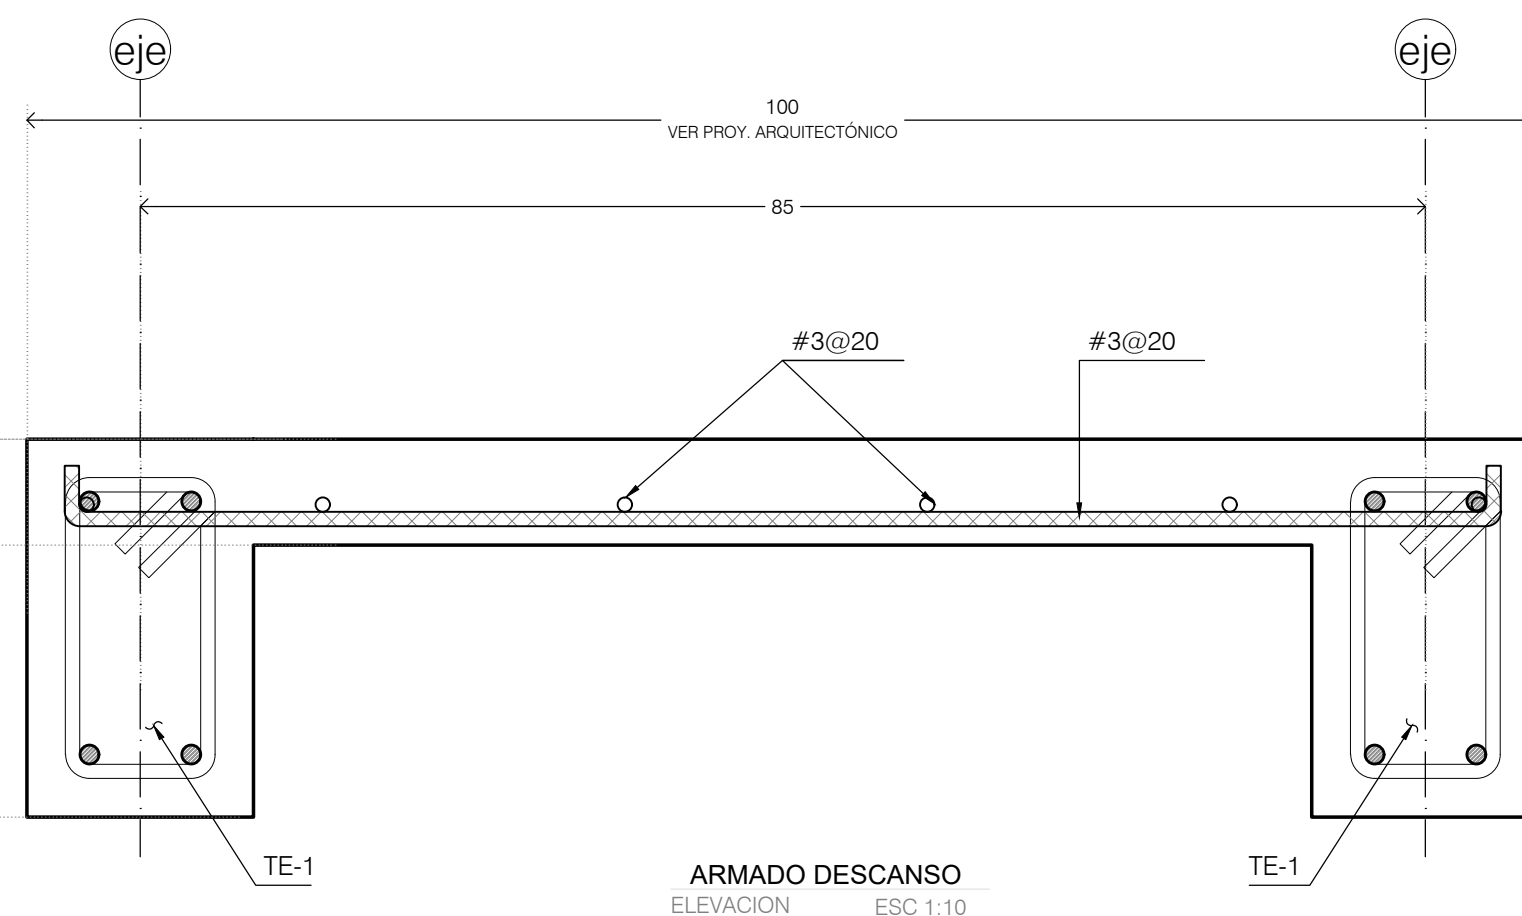 eje
eje
100
VER PROY. ARQUITECTÓNICO
85
#3@20
#3@20
TE-1
TE-1
ARMADO DESCANSO
ELEVACION ESC 1:10